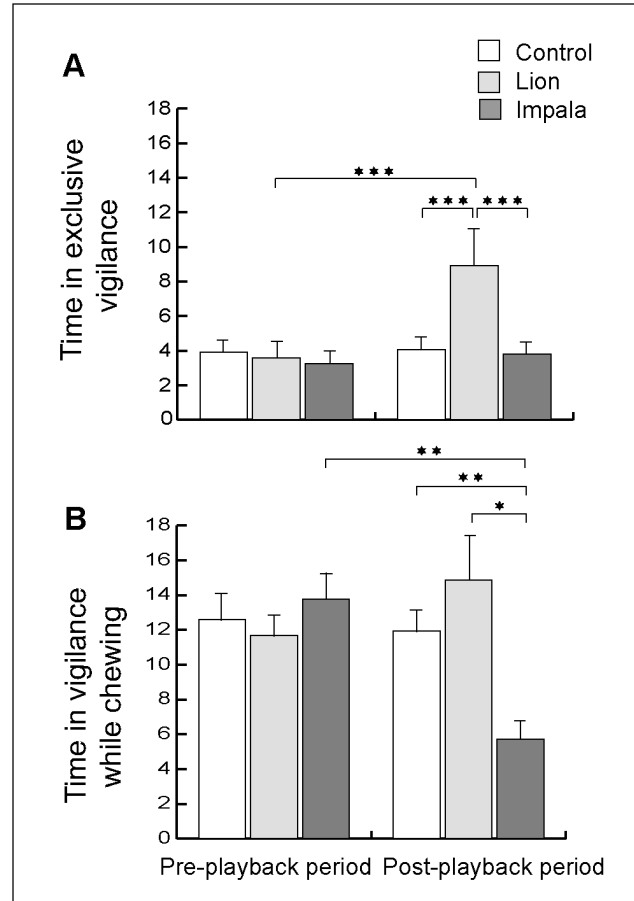 A
Control
Lion
Impala
Time in exclusive
vigilance
18
16
14
12
10
8
6
4
2
0
***
*** ***
B
Time in vigilance
while chewing
18
16
14
12
10
8
6
4
2
0
**
**
*
Pre-playback period Post-playback period